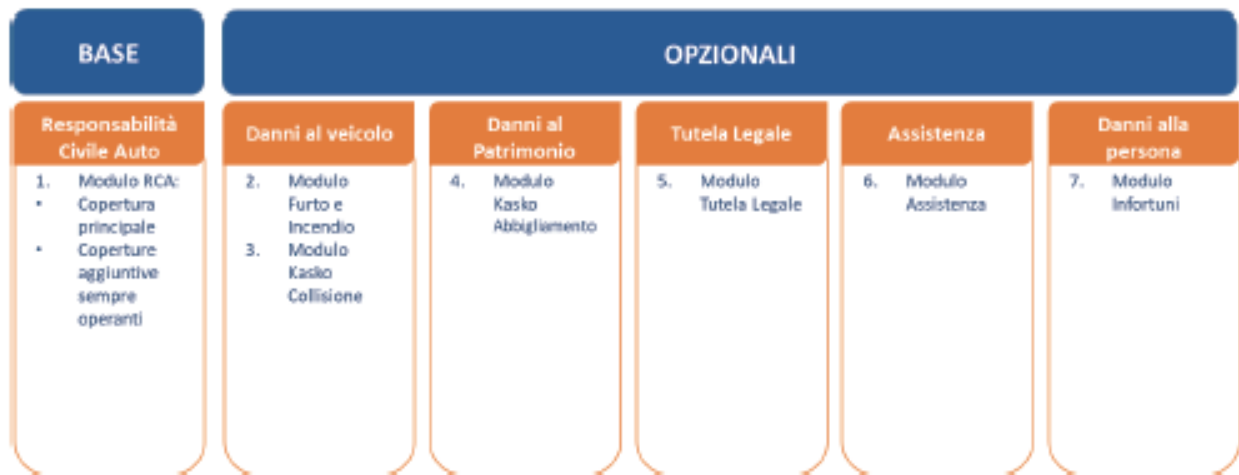 BASE
OPZIONALI
Responsabilità
Civile Auto
1. Modulo RCA:
• Copertura
principale
• Coperture
aggiuntive
sempre
operanti
Danni al veicolo
2. Modulo
Furto e
Incendio
3. Modulo
Kasko
Collisione
Danni al
Patrimonio
4. Modulo
Kasko
Abbigliamento
Tutela Legale
5. Modulo
Tutela Legale
Assistenza
6. Modulo
Assistenza
Danni alla
persona
7. Modulo
Infortuni